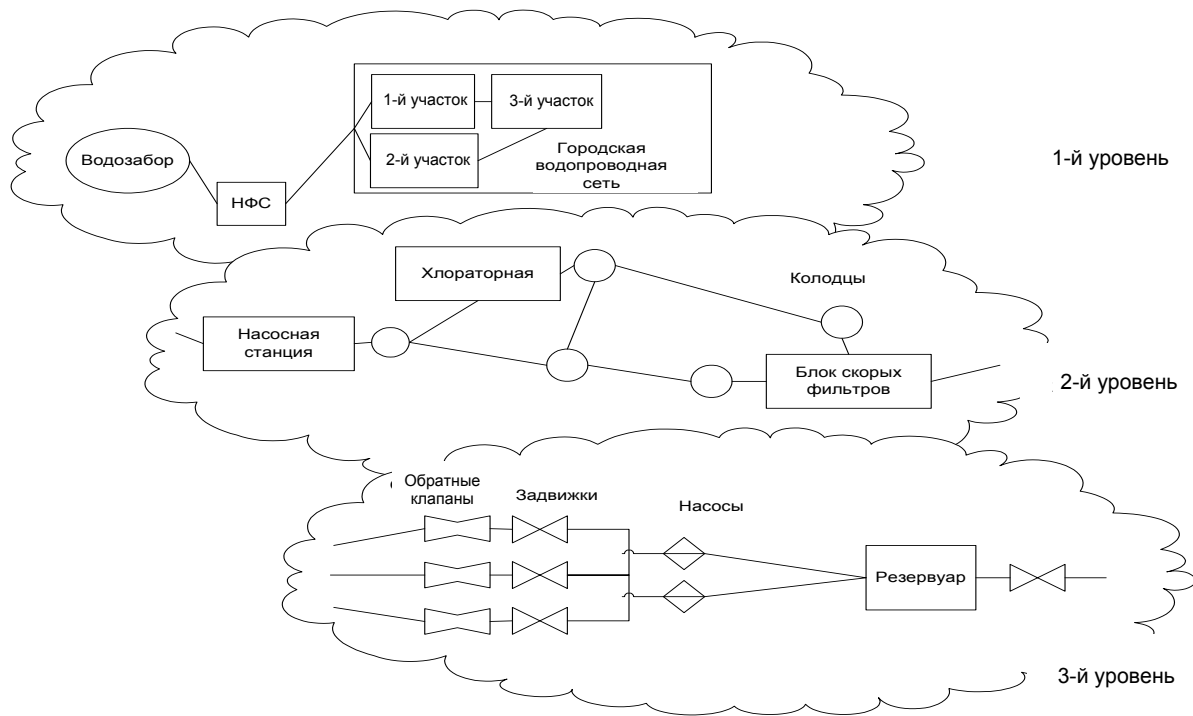 1-й участок
3-й участок
2-й участок
Городская
водопроводная
сеть
Водозабор
НФС
1-й уровень
Хлораторная
Колодцы
Насосная
станция
Блок скорых
фильтров
2-й уровень
Обратные
клапаны
Задвижки
Насосы
Резервуар
3-й уровень